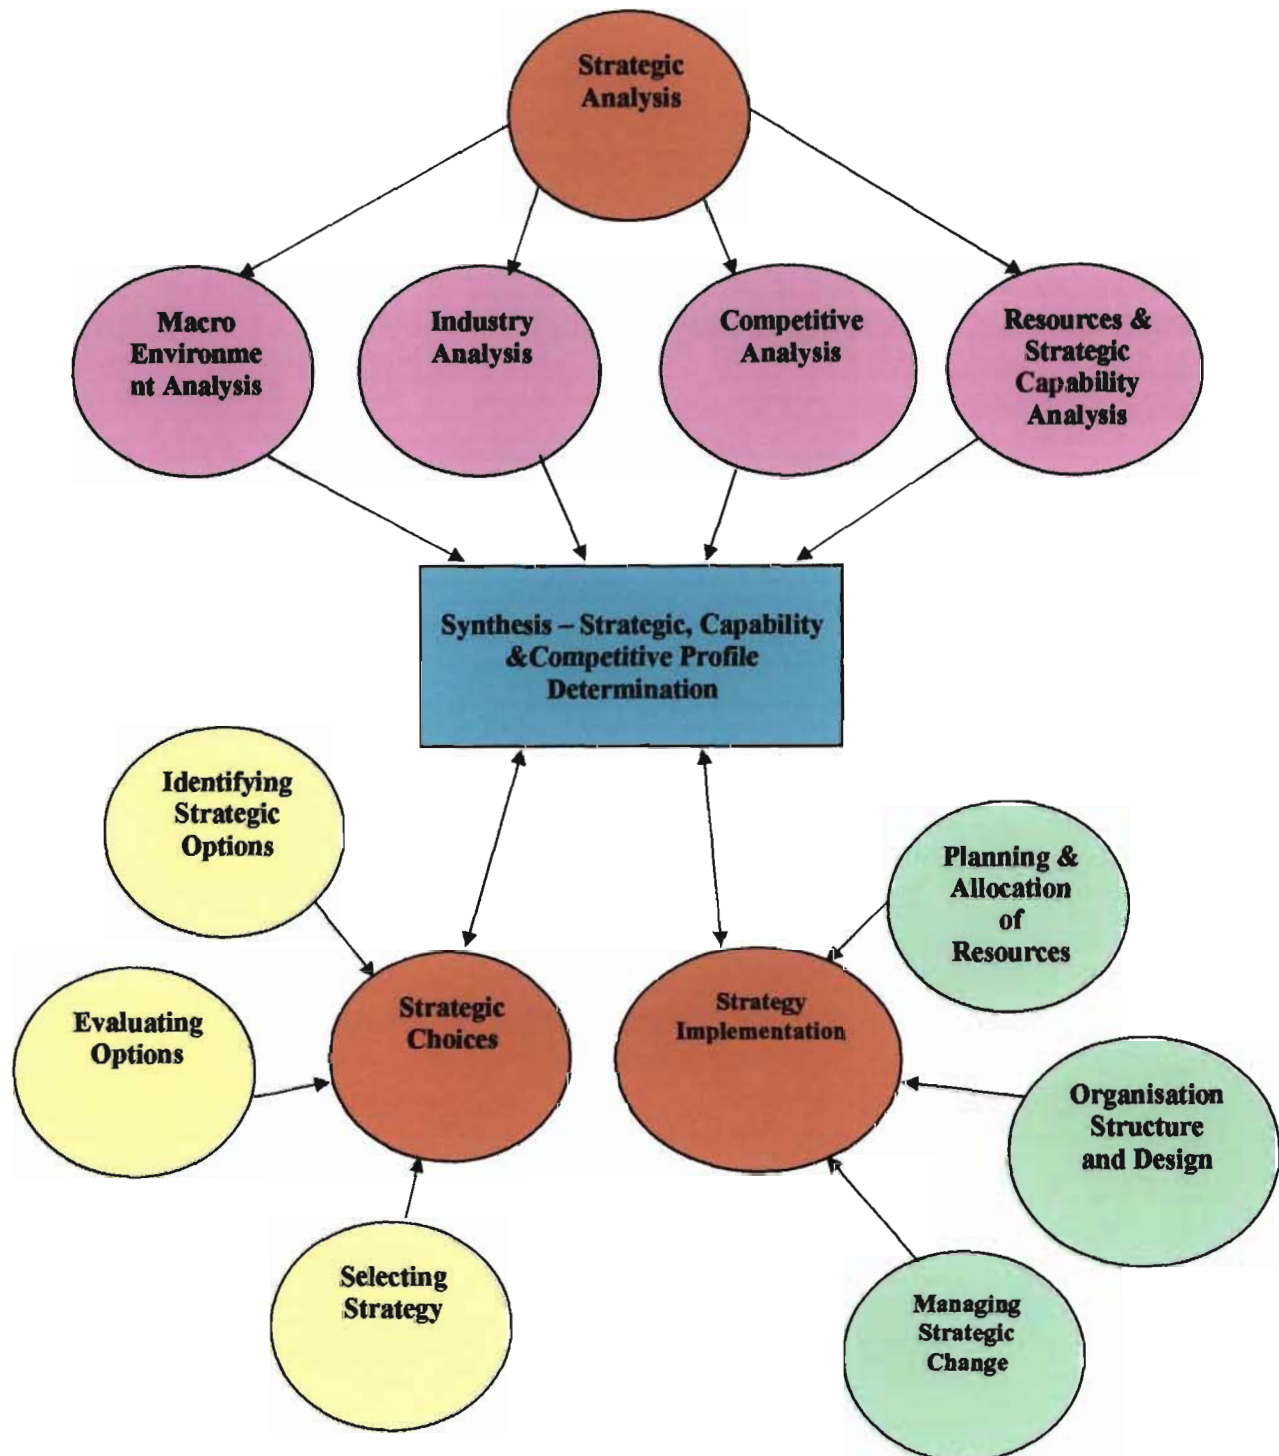 Strategic
Analysis
Macro
Environme
nt Analysis
Industry
Analysis
Competitive
Analysis
Resources &
Strategic
Capability
Analysis
Synthesis – Strategic, Capability
&Competitive Profile
Determination
Identifying
Strategic
Options
Planning &
Allocation
of
Resources
Evaluating
Options
Strategic
Choices
Strategy
Implementation
Organisation
Structure
and Design
Selecting
Strategy
Managing
Strategic
Change